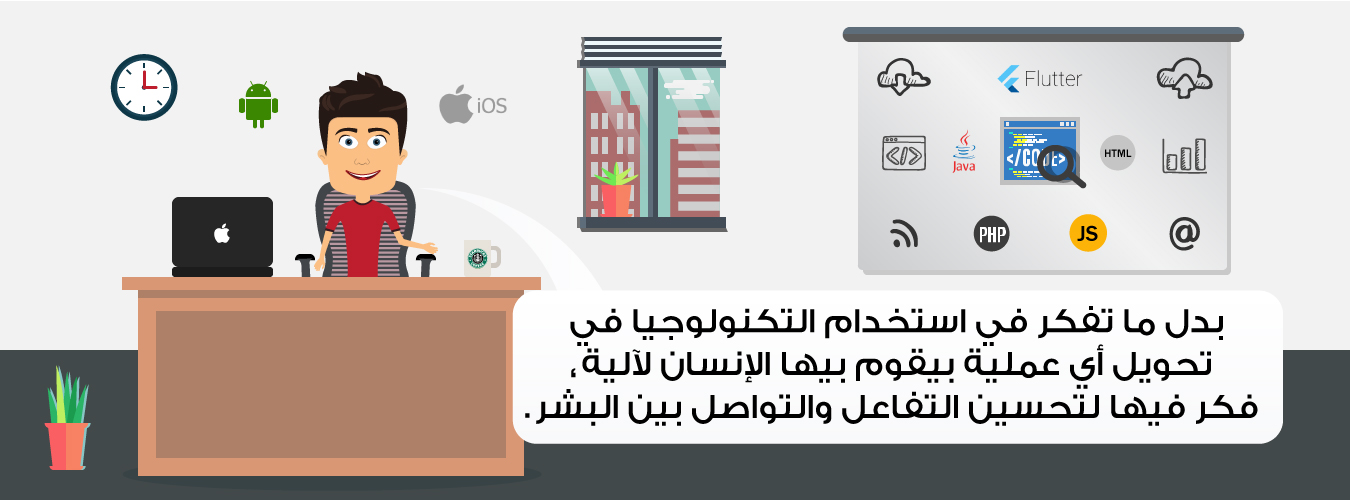 iOS
Flutter
Java
</CODE>
HTML
PHP
JS
@
بدل ما تفكر في استخدام التكنولوجيا في
تحويل أي عملية بيقوم بيها الإنسان لآلية،
فكر فيها لتحسين التفاعل والتواصل بين البشر.